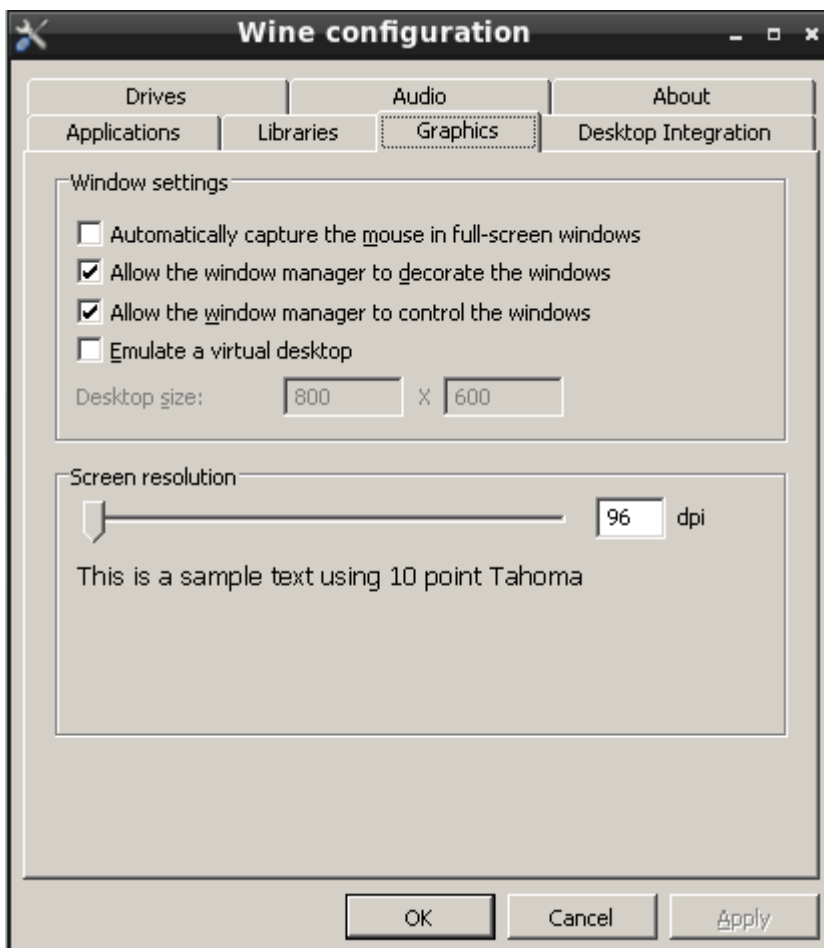 Wine configuration
Drives Audio About
Applications Libraries Graphics Desktop Integration
Window settings
Automatically capture the mouse in full-screen windows
Allow the window manager to decorate the windows
Allow the window manager to control the windows
Emulate a virtual desktop
Desktop size: 800 X 600
Screen resolution
96 dpi
This is a sample text using 10 point Tahoma
OK Cancel Apply